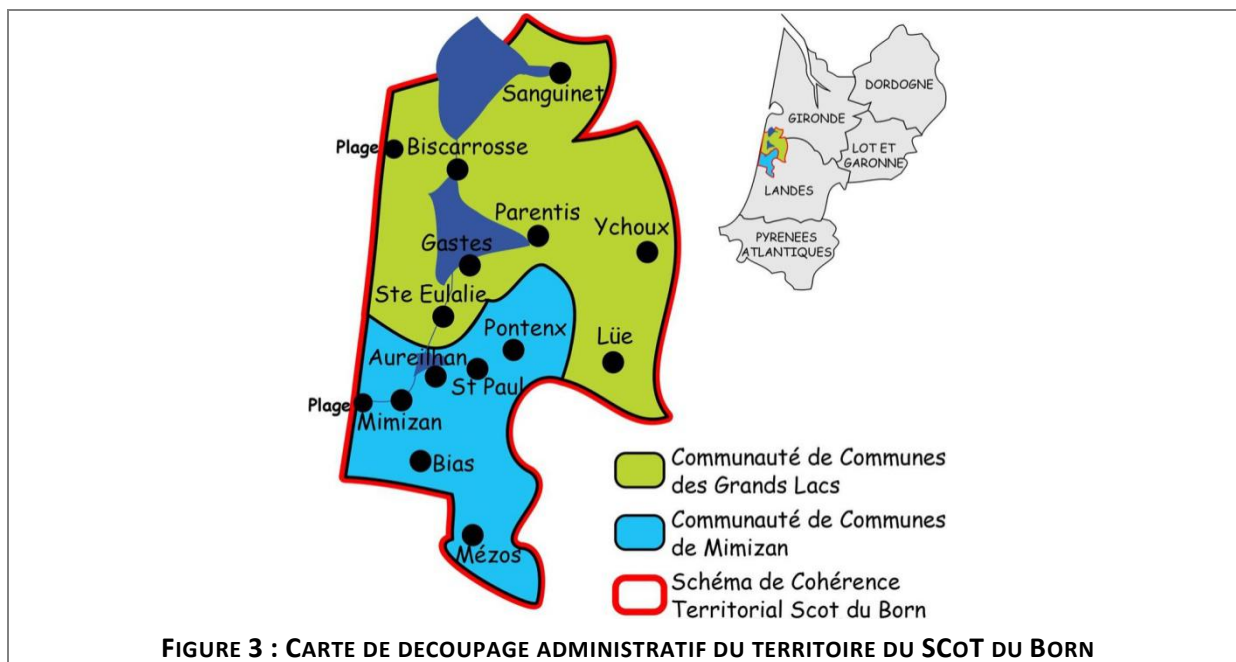 Sanguinet
Plage
Biscarrosse
Parentis
Ychoux
Gastes
Ste Eulalie
Pontenx
Lüe
Aureilhan
St Paul
Plage
Mimizan
Bias
Mézos
DORDOGNE
GIRONDE
LOT ET
GARONNE
LANDES
PYRENEES
ATLANTIQUES
Communauté de Communes
des Grands Lacs
Communauté de Communes
de Mimizan
Schéma de Cohérence
Territorial Scot du Born
FIGURE 3 : CARTE DE DECOUPAGE ADMINISTRATIF DU TERRITOIRE DU SCOT DU BORN